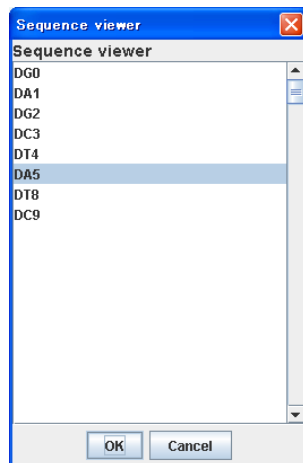 Sequence viewer
Sequence viewer
DG0
DA1
DG2
DC3
DT4
DA5
DT8
DC9
OK
Cancel